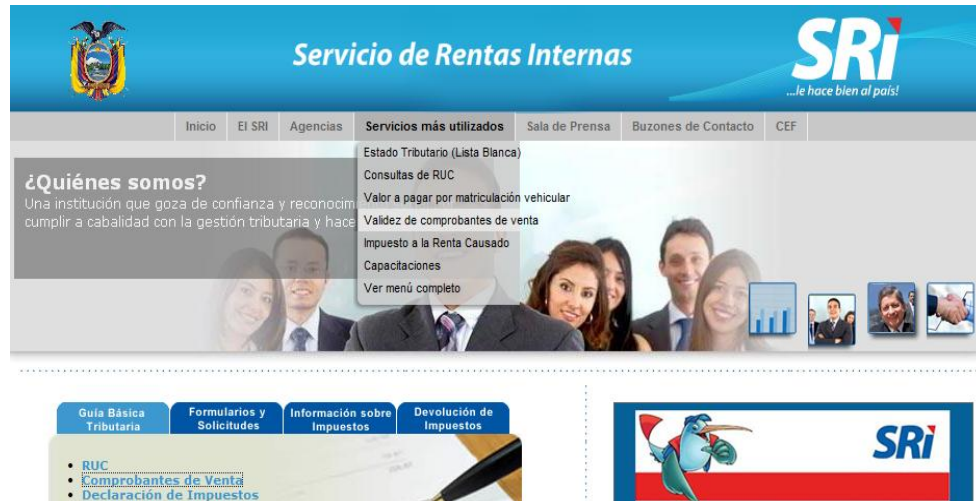 Servicio de Rentas Internas
SRi
...le hace bien al país!
Inicio El SRI Agencias Servicios más utilizados Sala de Prensa Buzones de Contacto CEF
Estado Tributario (Lista Blanca)
Consultas de RUC
Valor a pagar por matriculación vehicular
Validez de comprobantes de venta
Impuesto a la Renta Causado
Capacitaciones
Ver menú completo
¿Quiénes somos?
Una institución que goza de confianza y reconocim
cumplir a cabalidad con la gestión tributaria y hace
Guía Básica
Tributaria
Formularios y
Solicitudes
Información sobre
Impuestos
Devolución de
Impuestos
RUC
Comprobantes de Venta
Declaración de Impuestos
SRi